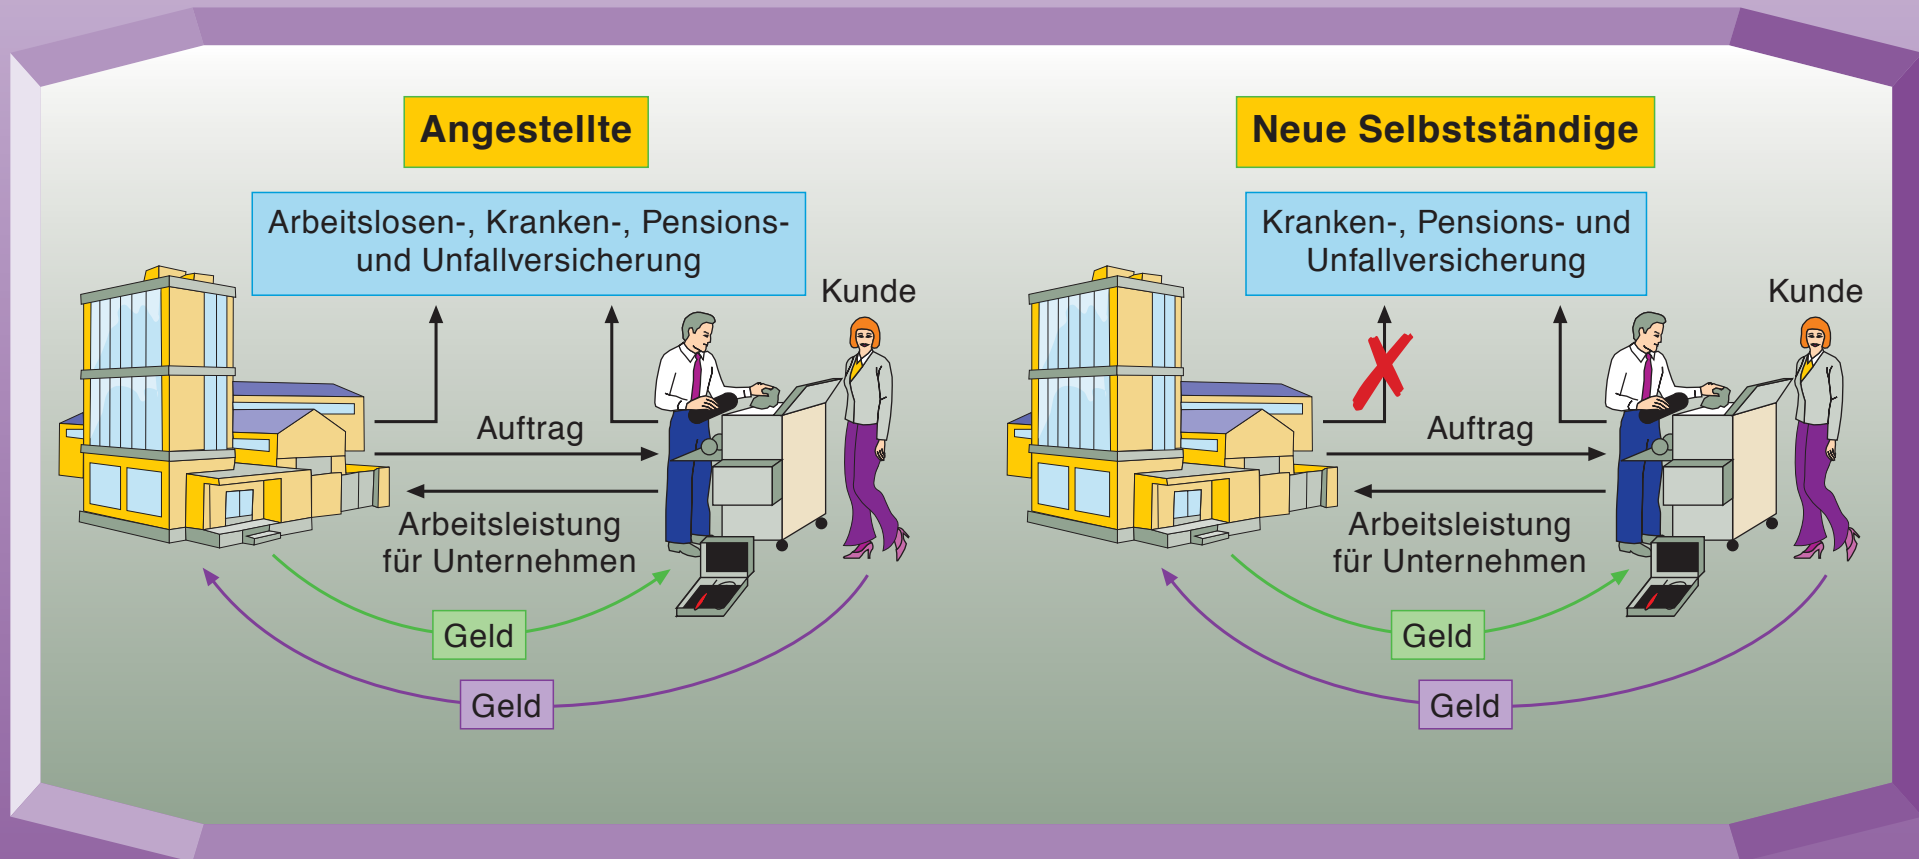 Angestellte
Arbeitslosen-, Kranken-, Pensions-
und Unfallversicherung
Kunde
Auftrag
Arbeitsleistung
für Unternehmen
Geld
Geld
Neue Selbstständige
Kranken-, Pensions- und
Unfallversicherung
Kunde
Auftrag
Arbeitsleistung
für Unternehmen
Geld
Geld